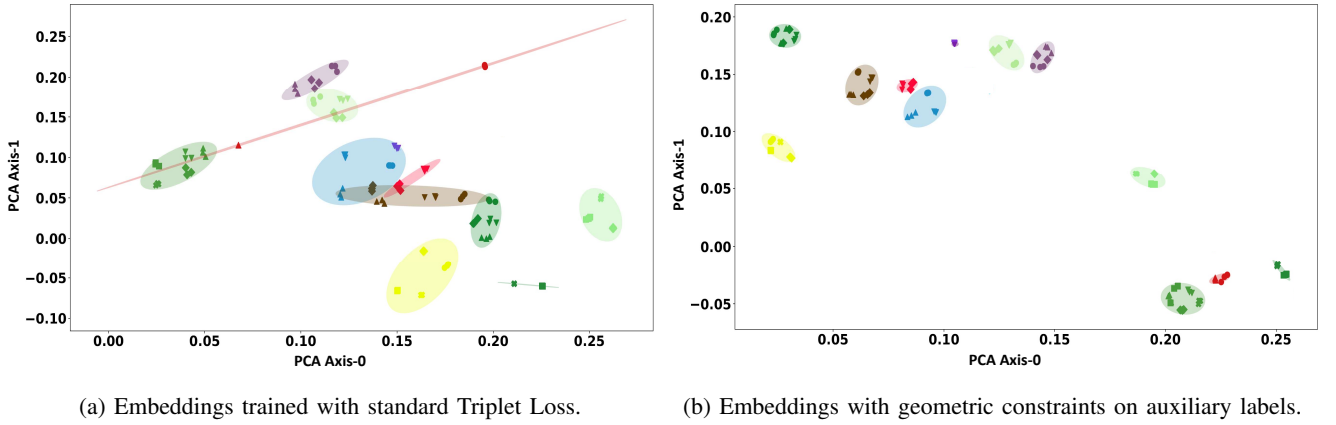 0.25
0.20
0.15
0.10
0.05
0.00
−0.05
−0.10
PCA Axis-1
0.00 0.05 0.10 0.15 0.20 0.25
PCA Axis-0
(a) Embeddings trained with standard Triplet Loss.
0.20
0.15
0.10
0.05
0.00
−0.05
PCA Axis-1
0.05 0.10 0.15 0.20 0.25
PCA Axis-0
(b) Embeddings with geometric constraints on auxiliary labels.